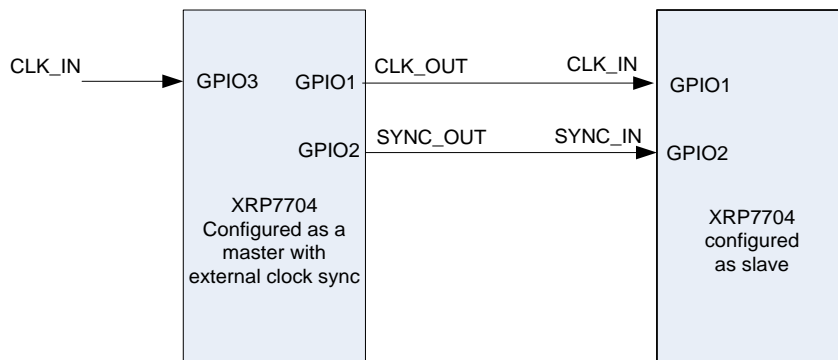 CLK_IN
GPIO3
GPIO1
CLK_OUT
CLK_IN
GPIO1
GPIO2
SYNC_OUT
SYNC_IN
GPIO2
XRP7704
Configured as a
master with
external clock sync
XRP7704
configured
as slave